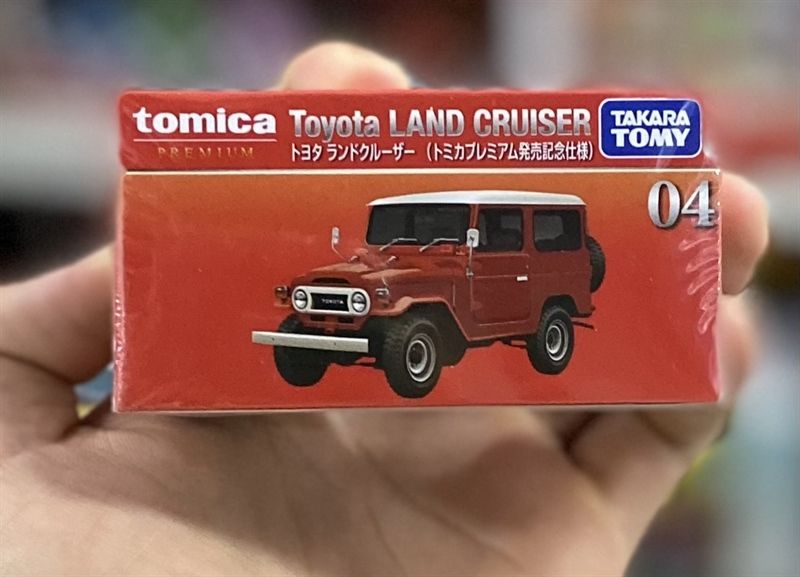 tomica
PREMIUM
Toyota LAND CRUISER
トヨタ ランドクルーザー （トミカプレミアム発売記念仕様）
TAKARA
TOMY
04
TOYOTA